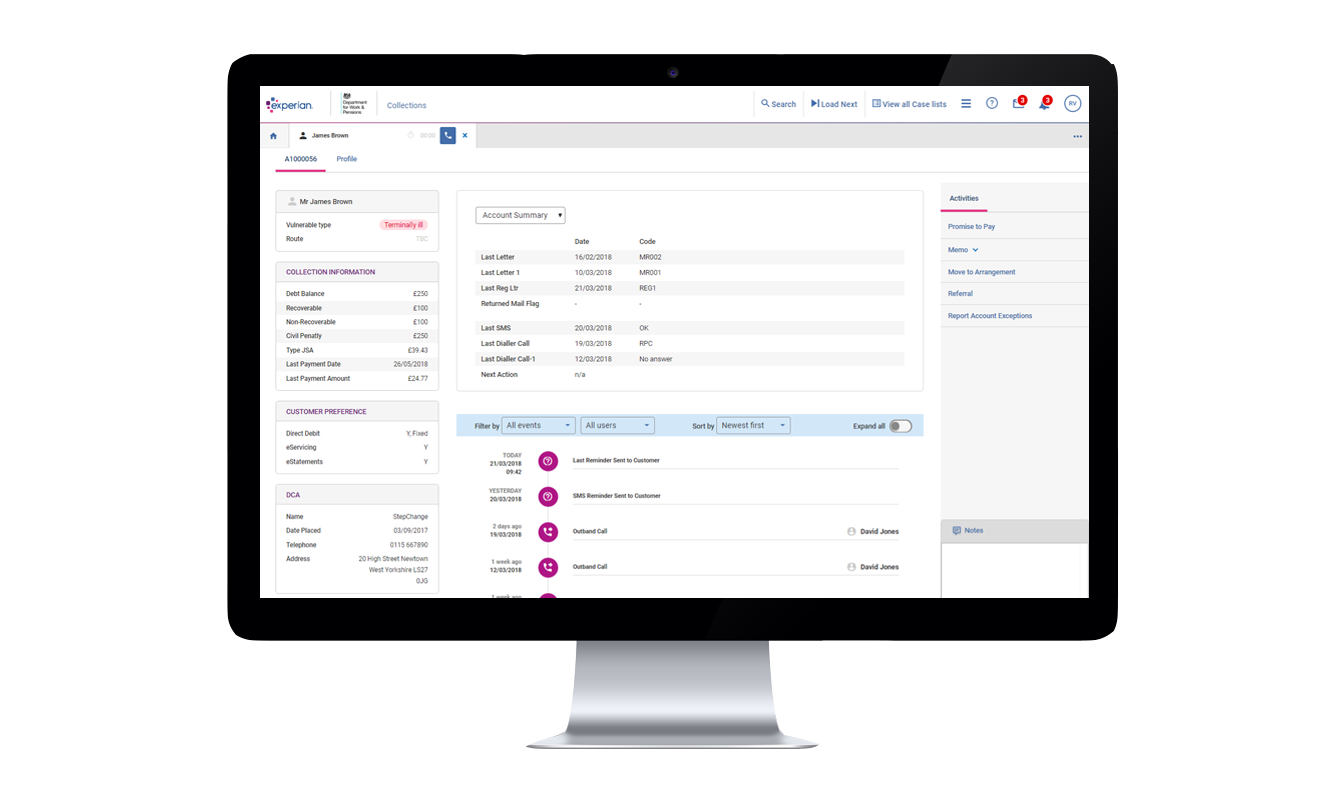 experian.
Department for Work & Pensions
Collections
Search
Load Next
View all Case lists
3
3
RV
James Brown
00:00
A1000056
Profile
Mr James Brown
Vulnerable type Terminally ill
Route TBC
COLLECTION INFORMATION
Debt Balance £250
Recoverable £100
Non-Recoverable £100
Civil Penatly £250
Type JSA £39.43
Last Payment Date 26/05/2018
Last Payment Amount £24.77
CUSTOMER PREFERENCE
Direct Debit Y, Fixed
eServicing Y
eStatements Y
DCA
Name StepChange
Date Placed 03/09/2017
Telephone 0115 667890
Address 20 High Street Newtown
West Yorkshire LS27
0JG
Account Summary
Date Code
Last Letter 16/02/2018 MR002
Last Letter 1 10/03/2018 MR001
Last Reg Ltr 21/03/2018 REG1
Returned Mail Flag - -
Last SMS 20/03/2018 OK
Last Dialler Call 19/03/2018 RPC
Last Dialler Call-1 12/03/2018 No answer
Next Action n/a
Filter by All events All users Sort by Newest first Expand all
TODAY
21/03/2018
09:42
Last Reminder Sent to Customer
YESTERDAY
20/03/2018
SMS Reminder Sent to Customer
2 days ago
19/03/2018
Outband Call David Jones
1 week ago
12/03/2018
Outband Call David Jones
1 week ago
Activities
Promise to Pay
Memo
Move to Arrangement
Referral
Report Account Exceptions
Notes